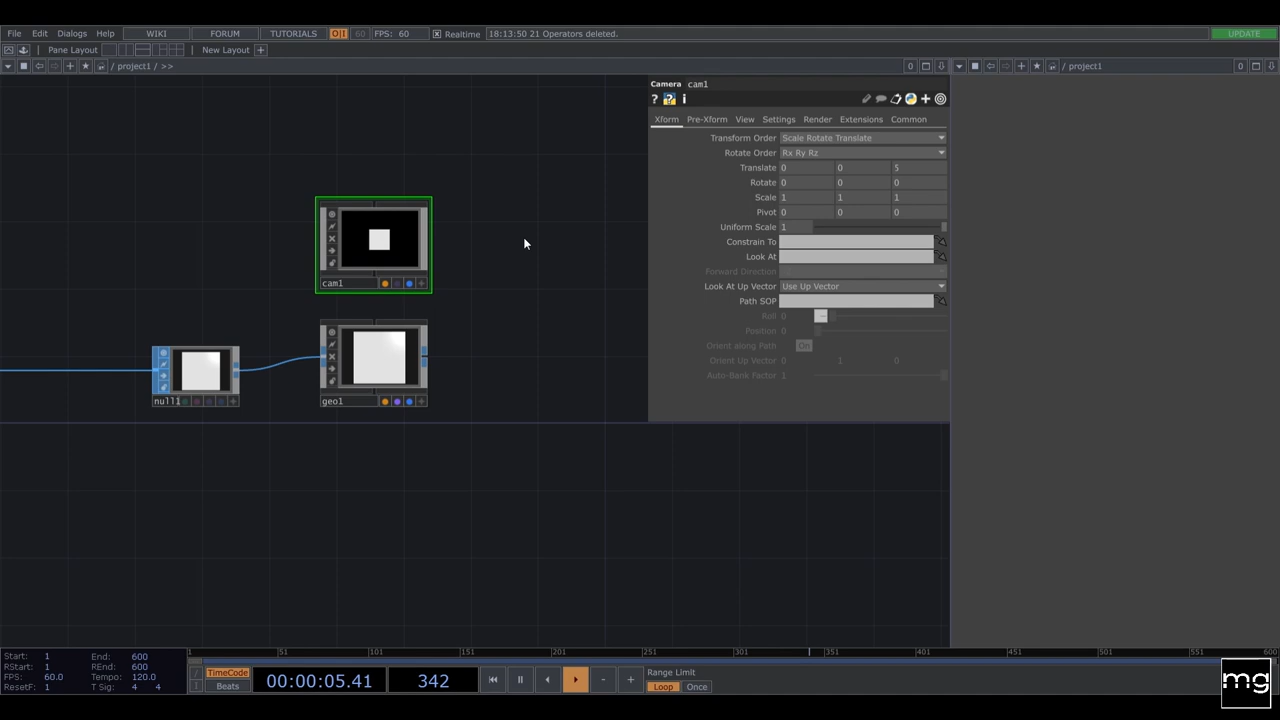 File Edit Dialogs Help WIKI FORUM TUTORIALS O|I 60 FPS: 60 Realtime 18:13:50 21 Operators deleted. UPDATE
Pane Layout New Layout +
/ project1 / >> 0 / project1 0
Camera cam1
? ? i
Xform Pre-Xform View Settings Render Extensions Common
Transform Order Scale Rotate Translate
Rotate Order Rx Ry Rz
Translate 0 0 5
Rotate 0 0 0
Scale 1 1 1
Pivot 0 0 0
Uniform Scale 1
Constrain To
Look At
Forward Direction
Look At Up Vector Use Up Vector
Path SOP
Roll 0
Position 0
Orient along Path On
Orient Up Vector 0 1 0
Auto-Bank Factor 1
cam1
null1
geo1
1 51 101 151 201 251 301 351 401 451 501 551 600
Start: 1 End: 600
RStart: 1 REnd: 600
FPS: 60.0 Tempo: 120.0
ResetF: 1 T Sig: 4 4
TimeCode
Beats
00:00:05.41
342
- +
Range Limit
Loop Once
mg